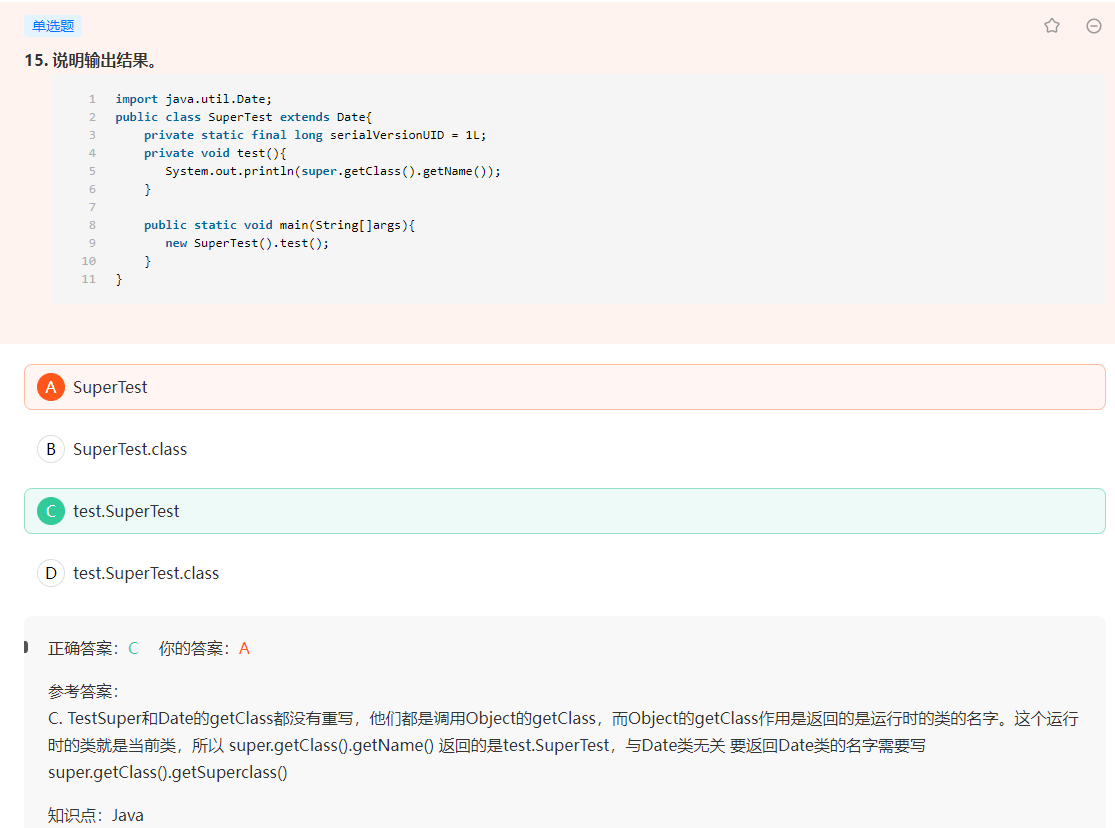 单选题
15. 说明输出结果。
1 import java.util.Date;
2 public class SuperTest extends Date{
3 private static final long serialVersionUID = 1L;
4 private void test(){
5 System.out.println(super.getClass().getName());
6 }
7
8 public static void main(String[]args){
9 new SuperTest().test();
10 }
11 }
A SuperTest
B SuperTest.class
C test.SuperTest
D test.SuperTest.class
正确答案：C 你的答案：A
参考答案：
C. TestSuper和Date的getClass都没有重写，他们都是调用Object的getClass，而Object的getClass作用是返回的是运行时的类的名字。这个运行
时的类就是当前类，所以 super.getClass().getName() 返回的是test.SuperTest，与Date类无关 要返回Date类的名字需要写
super.getClass().getSuperclass()
知识点：Java